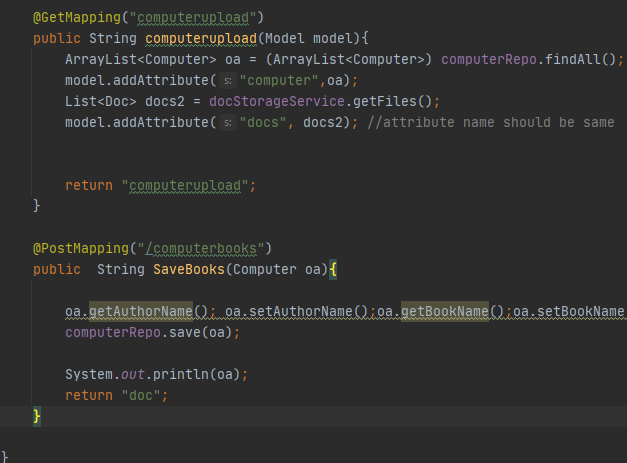 @GetMapping("computerupload")
public String computerupload(Model model){
ArrayList<Computer> oa = (ArrayList<Computer>) computerRepo.findAll();
model.addAttribute( s: "computer",oa);
List<Doc> docs2 = docStorageService.getFiles();
model.addAttribute( s: "docs", docs2); //attribute name should be same
return "computerupload";
}
@PostMapping("/computerbooks")
public  String SaveBooks(Computer oa){
oa.getAuthorName(); oa.setAuthorName();oa.getBookName();oa.setBookName
computerRepo.save(oa);
System.out.println(oa);
return "doc";
}
}